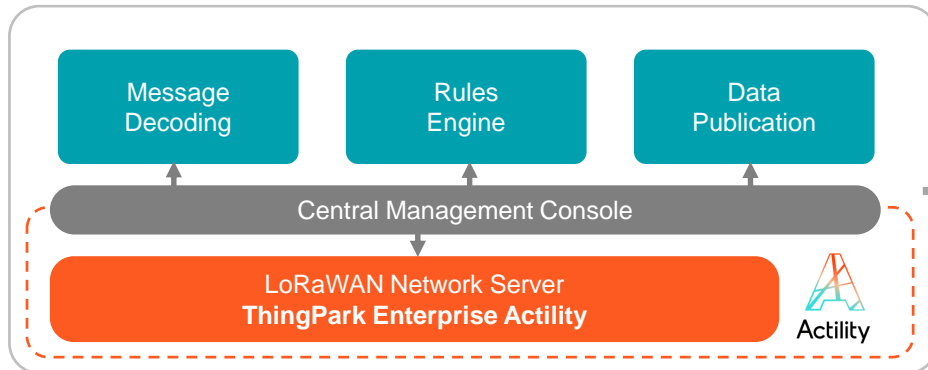 Message
Decoding
Rules
Engine
Data
Publication
Central Management Console
LoRaWAN Network Server
ThingPark Enterprise Actility
Actility